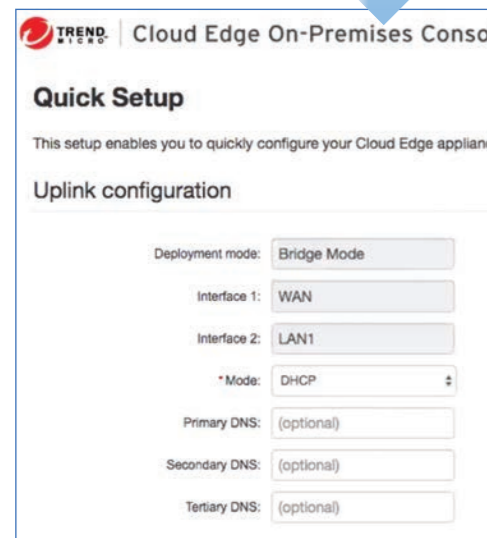 TREND MICRO Cloud Edge On-Premises Conso
Quick Setup
This setup enables you to quickly configure your Cloud Edge applian
Uplink configuration
Deployment mode: Bridge Mode
Interface 1: WAN
Interface 2: LAN1
*Mode: DHCP
Primary DNS: (optional)
Secondary DNS: (optional)
Tertiary DNS: (optional)